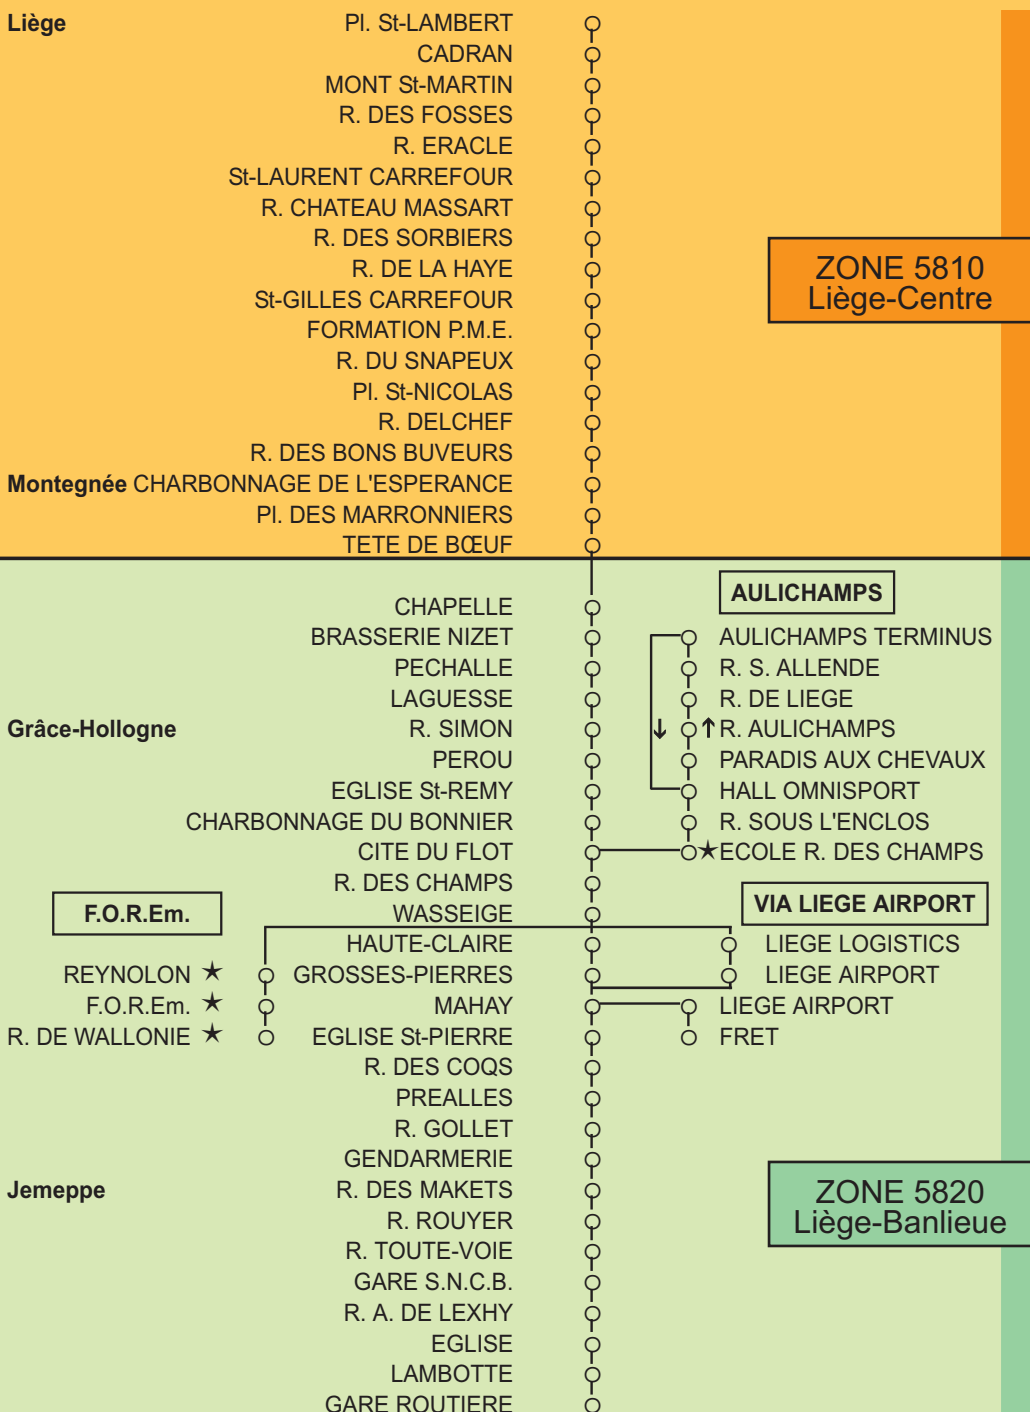 Liège Pl. St-LAMBERT
CADRAN
MONT St-MARTIN
R. DES FOSSES
R. ERACLE
St-LAURENT CARREFOUR
R. CHATEAU MASSART
R. DES SORBIERS
R. DE LA HAYE
St-GILLES CARREFOUR
FORMATION P.M.E.
R. DU SNAPEUX
Pl. St-NICOLAS
R. DELCHEF
R. DES BONS BUVEURS
Montegnée CHARBONNAGE DE L'ESPERANCE
Pl. DES MARRONNIERS
TETE DE BŒUF
ZONE 5810
Liège-Centre
CHAPELLE
BRASSERIE NIZET
PECHALLE
LAGUESSE
Grâce-Hollogne R. SIMON
PEROU
EGLISE St-REMY
CHARBONNAGE DU BONNIER
CITE DU FLOT
R. DES CHAMPS
WASSEIGE
HAUTE-CLAIRE
GROSSES-PIERRES
MAHAY
EGLISE St-PIERRE
R. DES COQS
PREALLES
R. GOLLET
GENDARMERIE
Jemeppe R. DES MAKETS
R. ROUYER
R. TOUTE-VOIE
GARE S.N.C.B.
R. A. DE LEXHY
EGLISE
LAMBOTTE
GARE ROUTIERE
AULICHAMPS
AULICHAMPS TERMINUS
R. S. ALLENDE
R. DE LIEGE
↓ ↑ R. AULICHAMPS
PARADIS AUX CHEVAUX
HALL OMNISPORT
R. SOUS L'ENCLOS
★ ECOLE R. DES CHAMPS
F.O.R.Em.
REYNOLON ★
F.O.R.Em. ★
R. DE WALLONIE ★
VIA LIEGE AIRPORT
LIEGE LOGISTICS
LIEGE AIRPORT
LIEGE AIRPORT
FRET
ZONE 5820
Liège-Banlieue